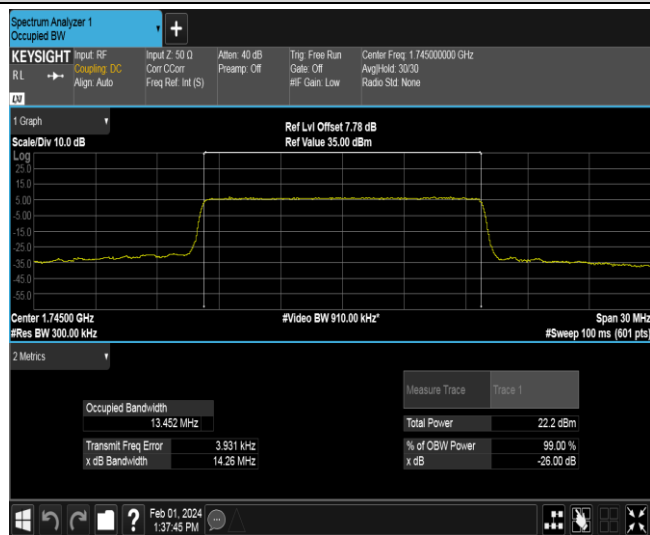 Spectrum Analyzer 1
Occupied BW
+
KEYSIGHT
RL
LXI
Input: RF
Coupling: DC
Align: Auto
Input Z: 50 Ω
Corr CCorr
Freq Ref: Int (S)
Atten: 40 dB
Preamp: Off
Trig: Free Run
Gate: Off
#IF Gain: Low
Center Freq: 1.745000000 GHz
Avg|Hold: 30/30
Radio Std: None
1 Graph
Scale/Div 10.0 dB
Ref Lvl Offset 7.78 dB
Ref Value 35.00 dBm
Log
25.0
15.0
5.00
-5.00
-15.0
-25.0
-35.0
-45.0
-55.0
Center 1.74500 GHz
#Video BW 910.00 kHz*
Span 30 MHz
#Res BW 300.00 kHz
#Sweep 100 ms (601 pts)
2 Metrics
Measure Trace Trace 1
Occupied Bandwidth
13.452 MHz
Total Power 22.2 dBm
Transmit Freq Error 3.931 kHz
% of OBW Power 99.00 %
x dB Bandwidth 14.26 MHz
x dB -26.00 dB
?
Feb 01, 2024
1:37:45 PM